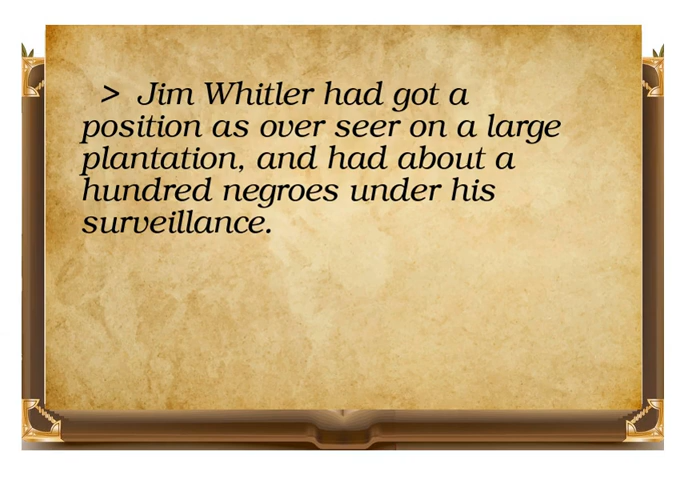 > Jim Whitler had got a
position as over seer on a large
plantation, and had about a
hundred negroes under his
surveillance.